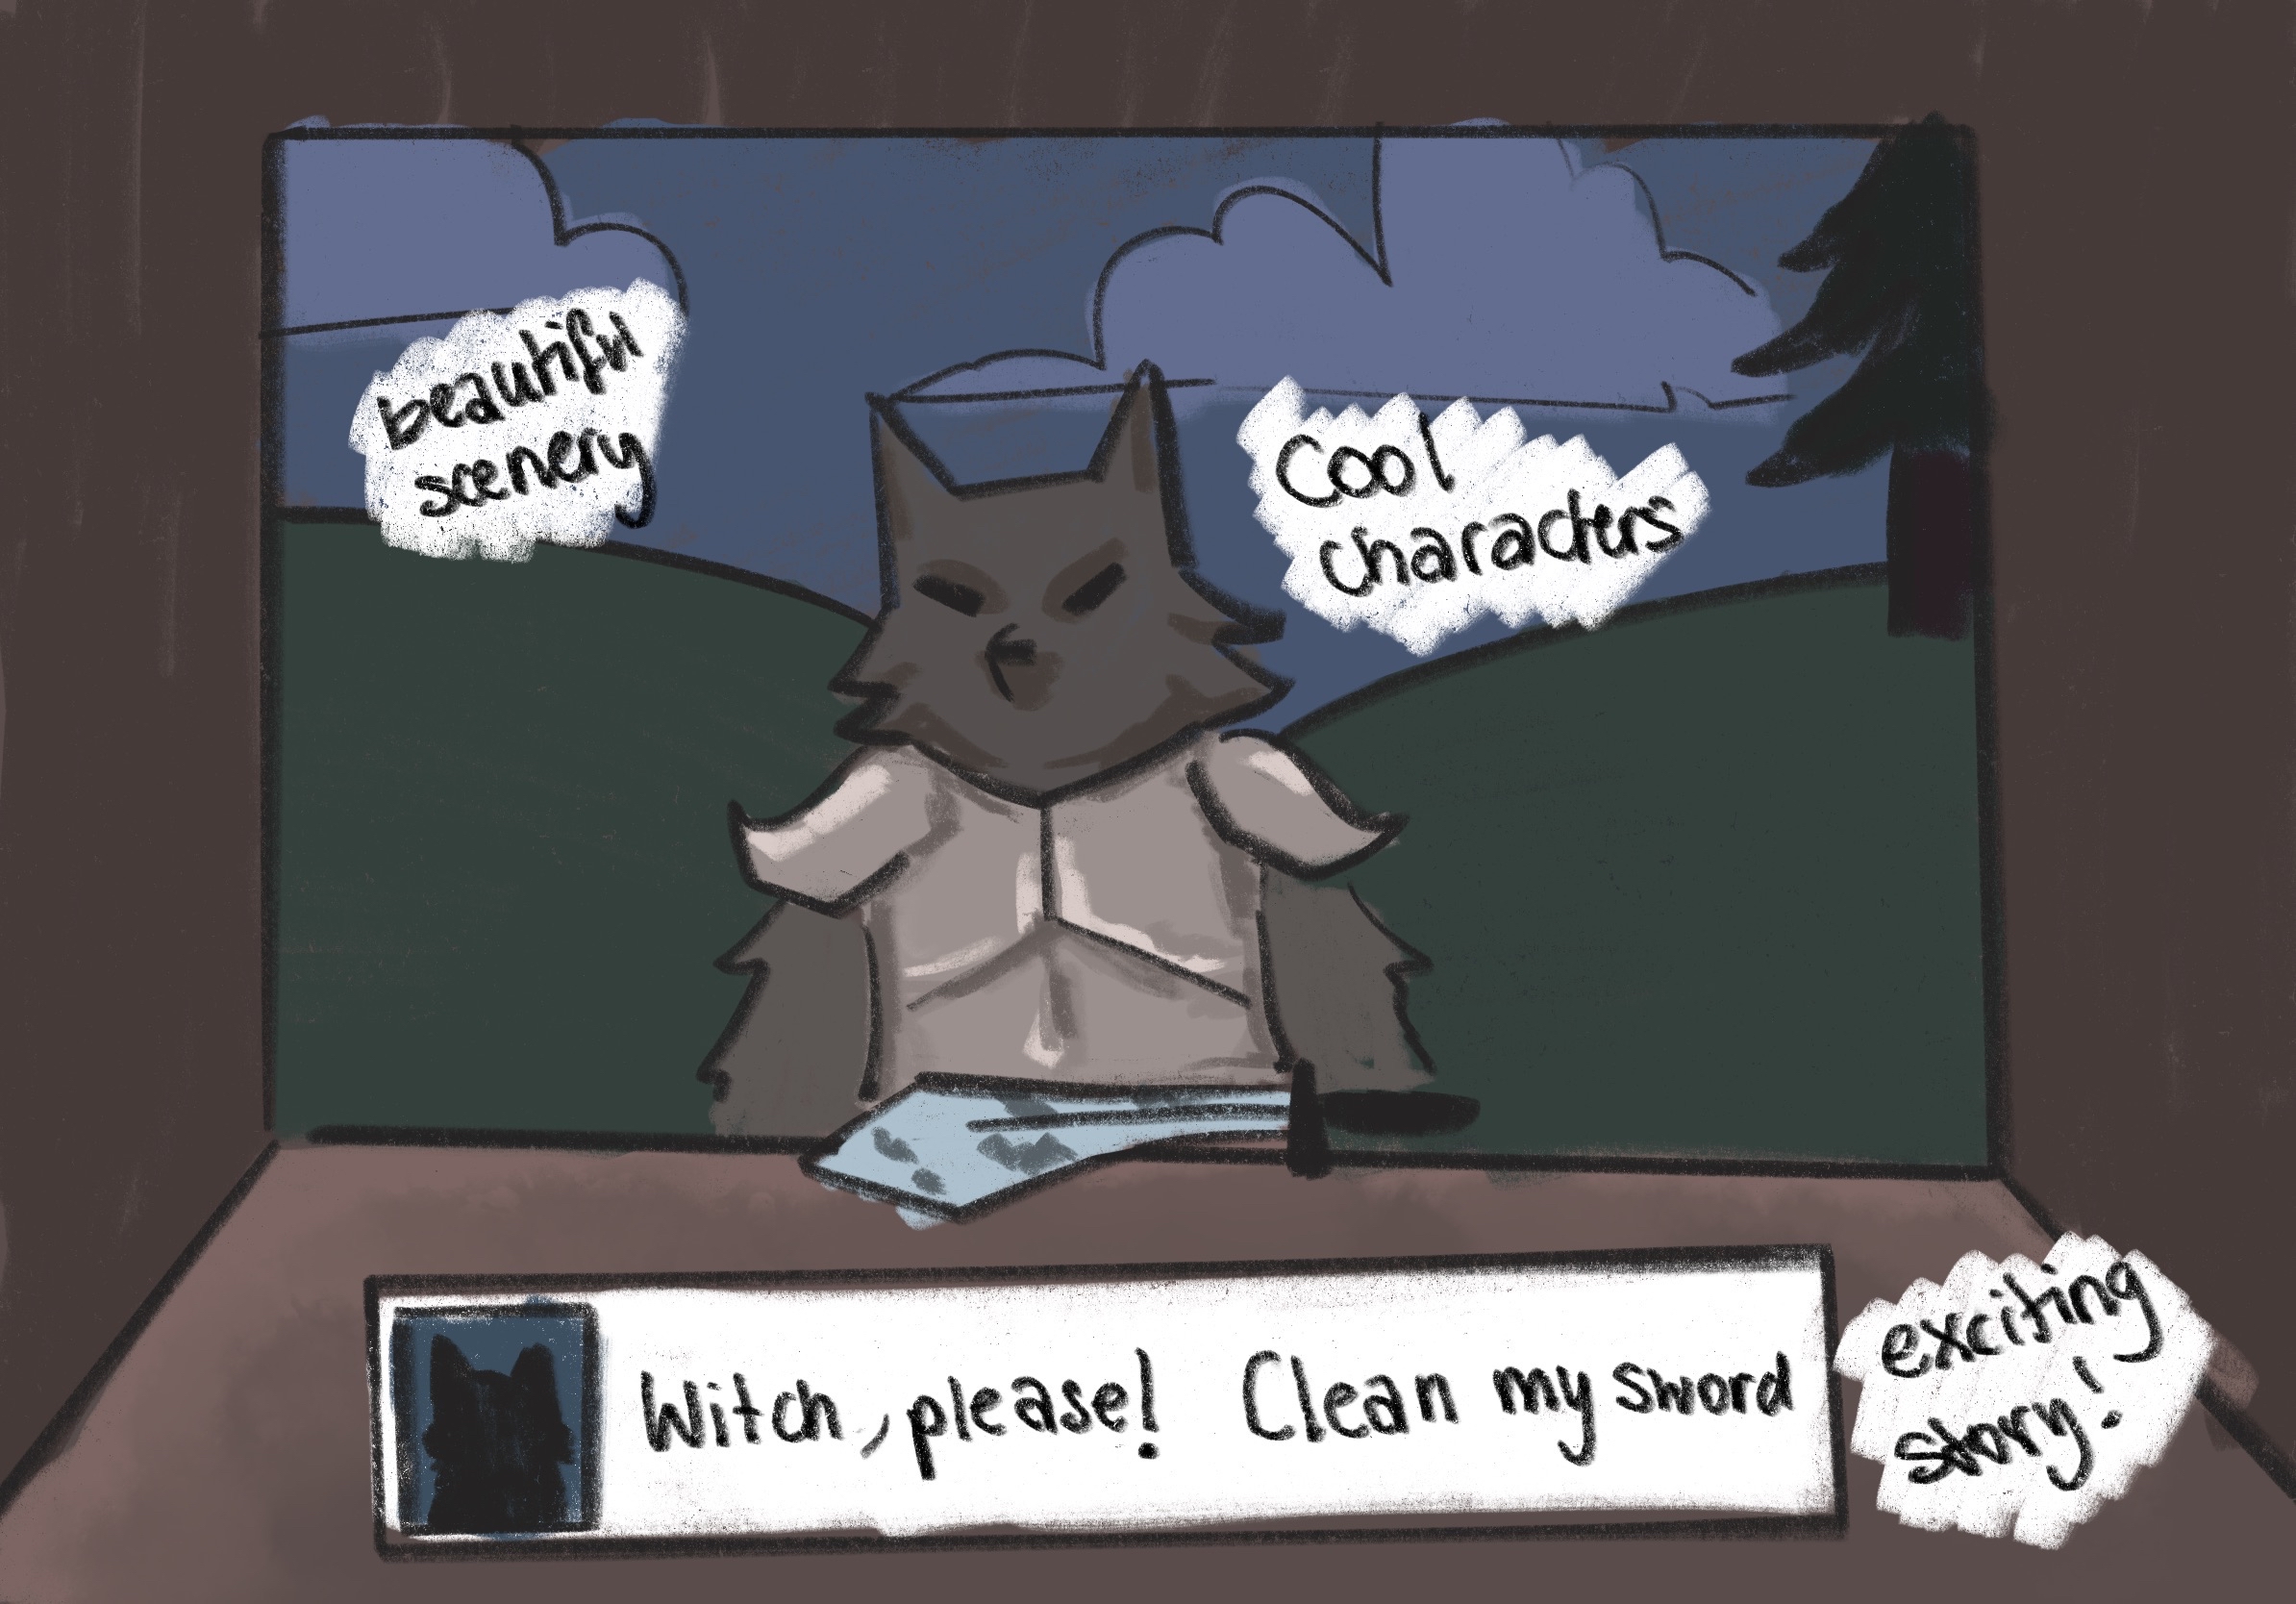 beautiful
scenery
Cool
characters
Witch, please! Clean my sword
exciting
story!